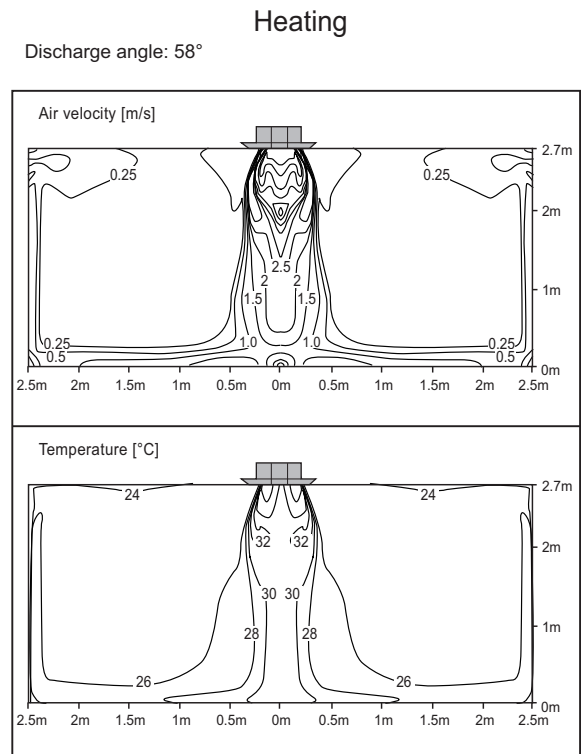 Heating
Discharge angle: 58°
Air velocity [m/s]
2.7m
0.25 0.25
2m
2.5
2 2
1m
1.5 1.5
0.25 1.0 1.0 0.25
0.5 0.5
0m
2.5m 2m 1.5m 1m 0.5m 0m 0.5m 1m 1.5m 2m 2.5m
Temperature [°C]
2.7m
24 24
32 32
2m
30 30
28 28
1m
26 26
0m
2.5m 2m 1.5m 1m 0.5m 0m 0.5m 1m 1.5m 2m 2.5m